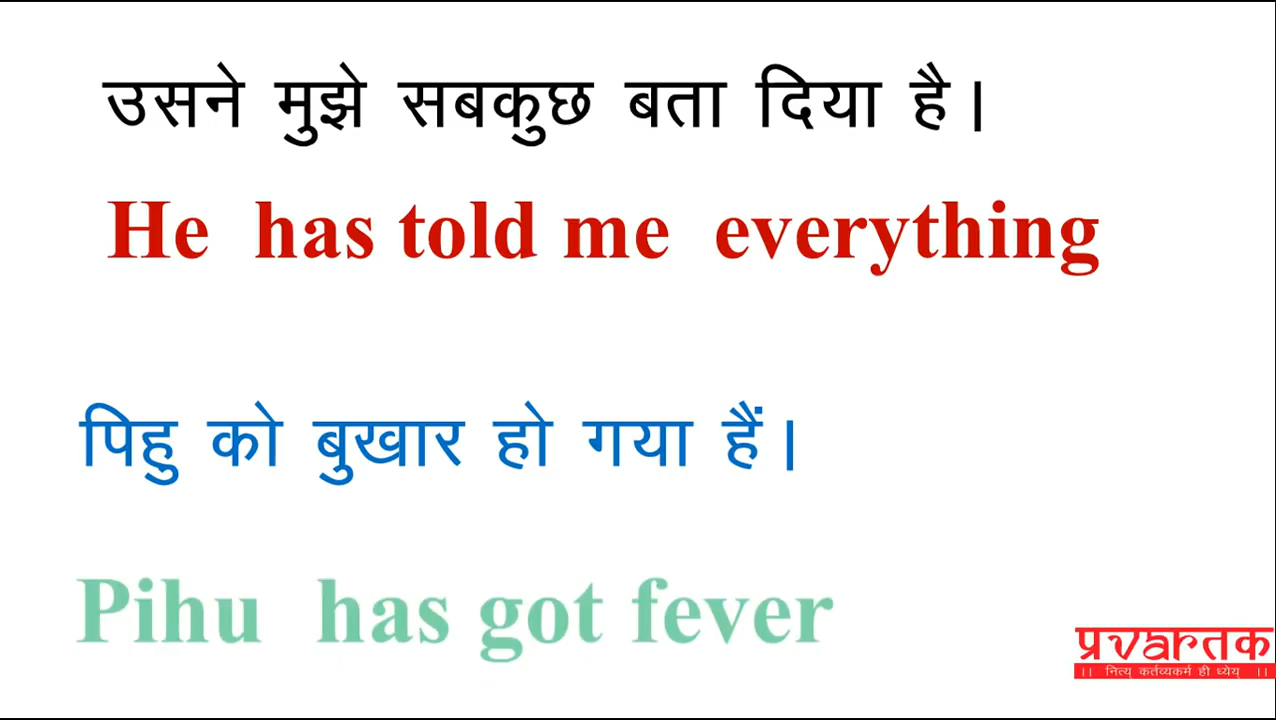 उसने मुझे सबकुछ बता दिया है।
He has told me everything
पिहु को बुखार हो गया हैं।
Pihu has got fever
प्रvartक
।। नित्य् कर्तव्यकर्म ही ध्येय् ।।